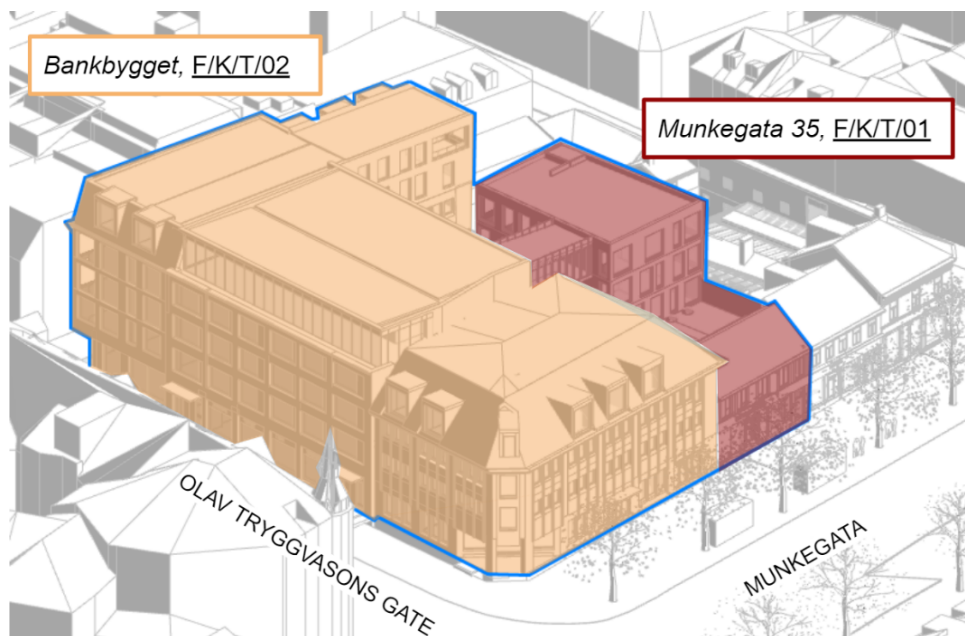 Bankbygget, F/K/T/02
Munkegata 35, F/K/T/01
OLAV TRYGGVASONS GATE
MUNKEGATA